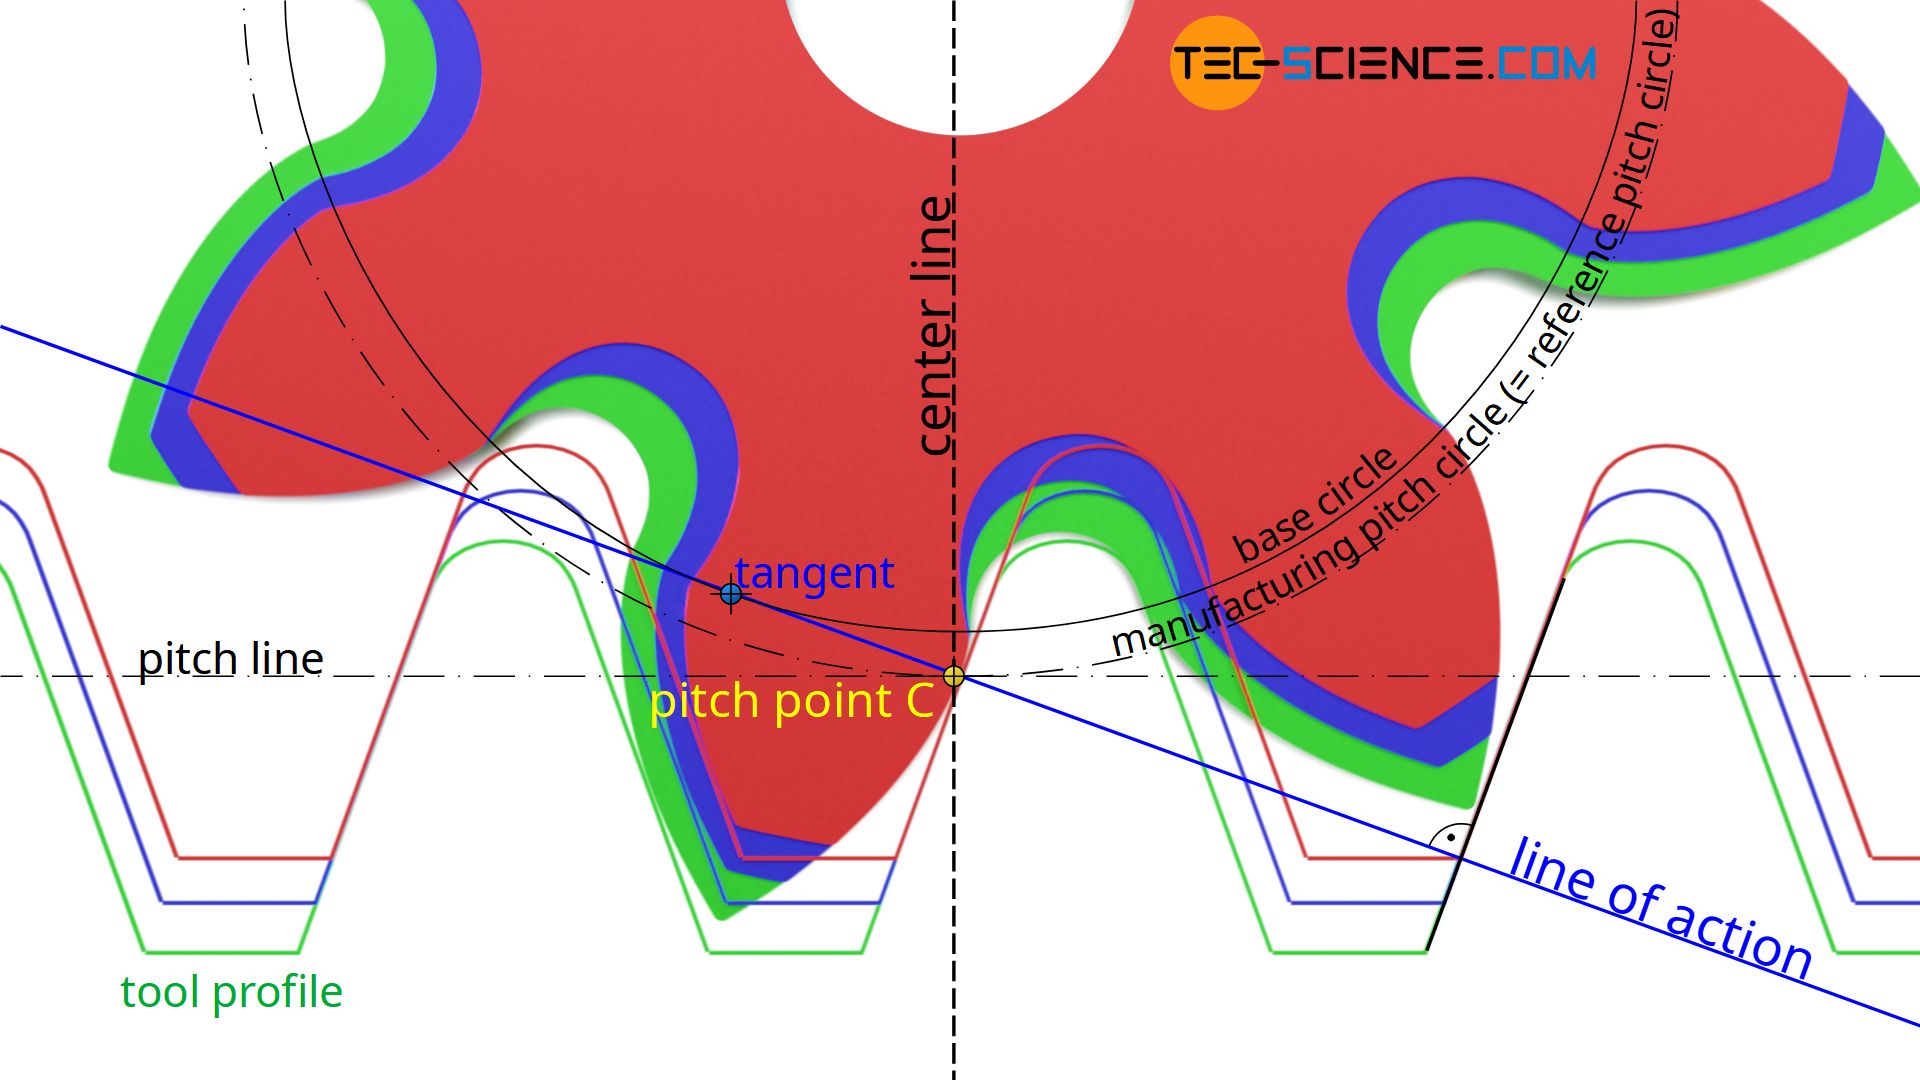 TEC-SCIENCE.COM
center line
base circle
manufacturing pitch circle (= reference pitch circle)
tangent
pitch line
pitch point C
line of action
tool profile